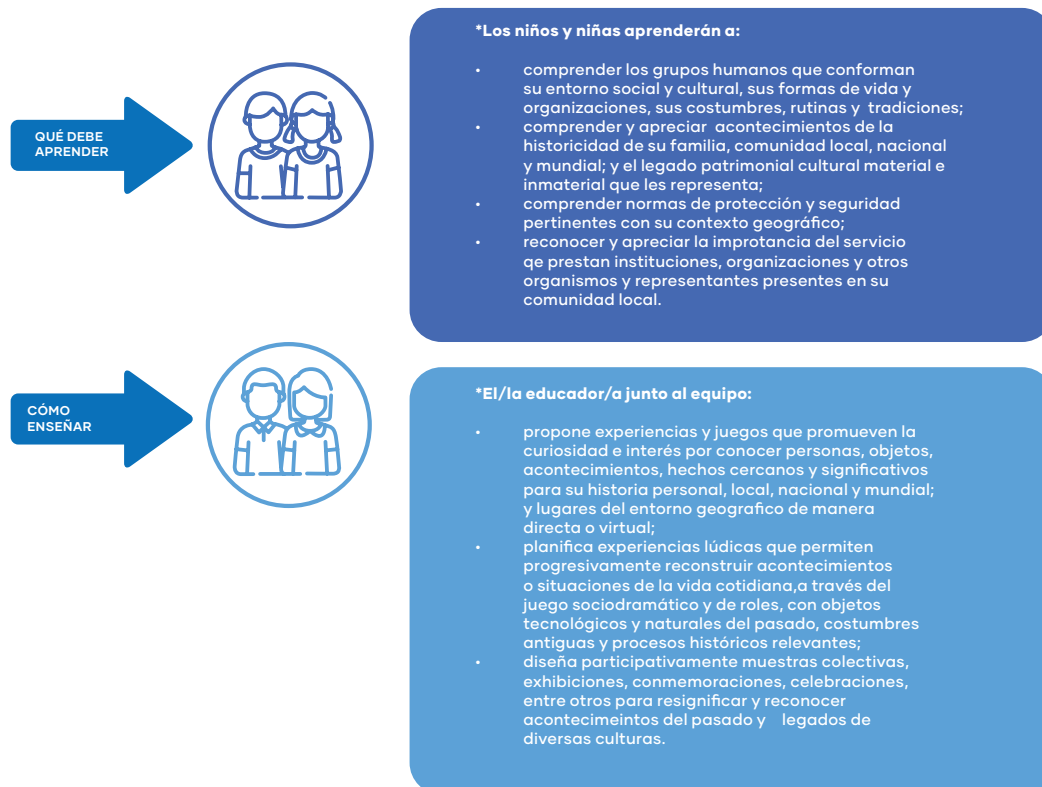 QUÉ DEBE
APRENDER
*Los niños y niñas aprenderán a:
• comprender los grupos humanos que conforman
su entorno social y cultural, sus formas de vida y
organizaciones, sus costumbres, rutinas y tradiciones;
• comprender y apreciar acontecimientos de la
historicidad de su familia, comunidad local, nacional
y mundial; y el legado patrimonial cultural material e
inmaterial que les representa;
• comprender normas de protección y seguridad
pertinentes con su contexto geográfico;
• reconocer y apreciar la improtancia del servicio
qe prestan instituciones, organizaciones y otros
organismos y representantes presentes en su
comunidad local.
CÓMO
ENSEÑAR
*El/la educador/a junto al equipo:
• propone experiencias y juegos que promueven la
curiosidad e interés por conocer personas, objetos,
acontecimientos, hechos cercanos y significativos
para su historia personal, local, nacional y mundial;
y lugares del entorno geografico de manera
directa o virtual;
• planifica experiencias lúdicas que permiten
progresivamente reconstruir acontecimientos
o situaciones de la vida cotidiana,a través del
juego sociodramático y de roles, con objetos
tecnológicos y naturales del pasado, costumbres
antiguas y procesos históricos relevantes;
• diseña participativamente muestras colectivas,
exhibiciones, conmemoraciones, celebraciones,
entre otros para resignificar y reconocer
acontecimeintos del pasado y legados de
diversas culturas.